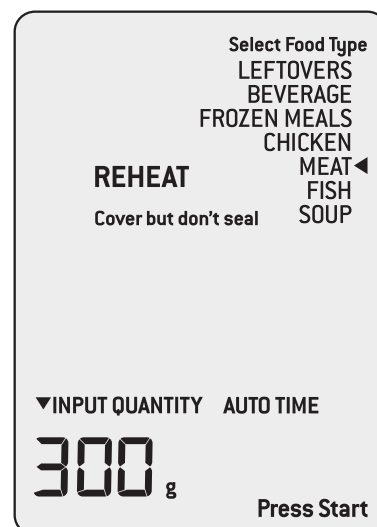 Select Food Type
LEFTOVERS
BEVERAGE
FROZEN MEALS
CHICKEN
MEAT◀
REHEAT
FISH
Cover but don't seal
SOUP
▼INPUT QUANTITY AUTO TIME
300 g
Press Start